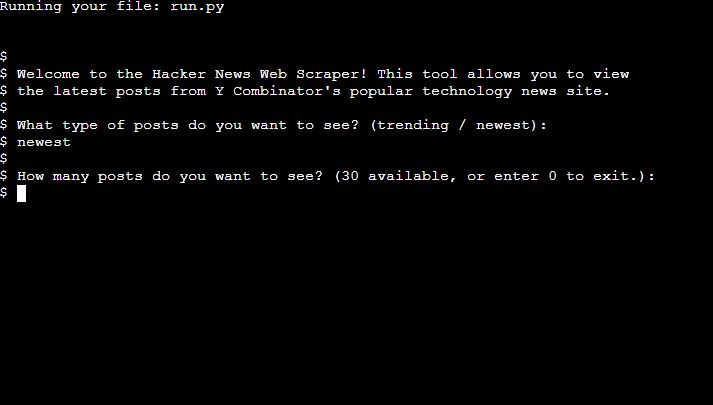 Running your file: run.py
$
$ Welcome to the Hacker News Web Scraper! This tool allows you to view
$ the latest posts from Y Combinator's popular technology news site.
$
$ What type of posts do you want to see? (trending / newest):
$ newest
$
$ How many posts do you want to see? (30 available, or enter 0 to exit.):
$